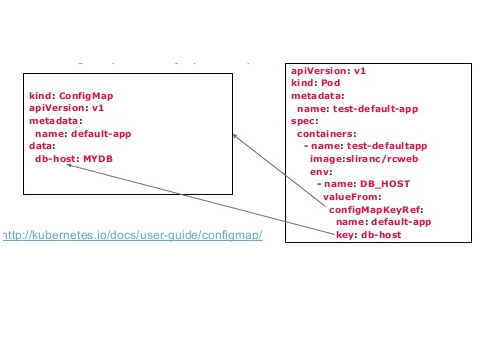 kind: ConfigMap
apiVersion: v1
metadata:
name: default-app
data:
db-host: MYDB
apiVersion: v1
kind: Pod
metadata:
name: test-default-app
spec:
containers:
- name: test-defaultapp
image:sliranc/rcweb
env:
- name: DB_HOST
valueFrom:
configMapKeyRef:
name: default-app
key: db-host
http://kubernetes.io/docs/user-guide/configmap/